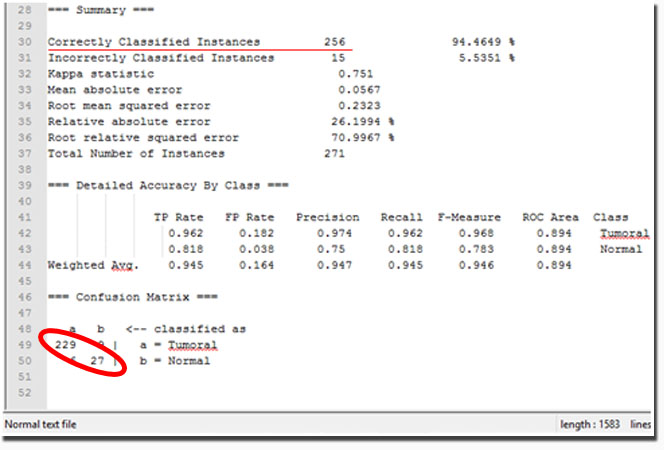 28 === Summary ===
29
30 Correctly Classified Instances 256 94.4649 %
31 Incorrectly Classified Instances 15 5.5351 %
32 Kappa statistic 0.751
33 Mean absolute error 0.0567
34 Root mean squared error 0.2323
35 Relative absolute error 26.1994 %
36 Root relative squared error 70.9967 %
37 Total Number of Instances 271
38
39 === Detailed Accuracy By Class ===
40
41 TP Rate FP Rate Precision Recall F-Measure ROC Area Class
42 0.962 0.182 0.974 0.962 0.968 0.894 Tumoral
43 0.818 0.038 0.75 0.818 0.783 0.894 Normal
44 Weighted Avg. 0.945 0.164 0.947 0.945 0.946 0.894
45
46 === Confusion Matrix ===
47
48 a b <-- classified as
49 229 9 | a = Tumoral
50 6 27 | b = Normal
51
52
Normal text file length : 1583 lines